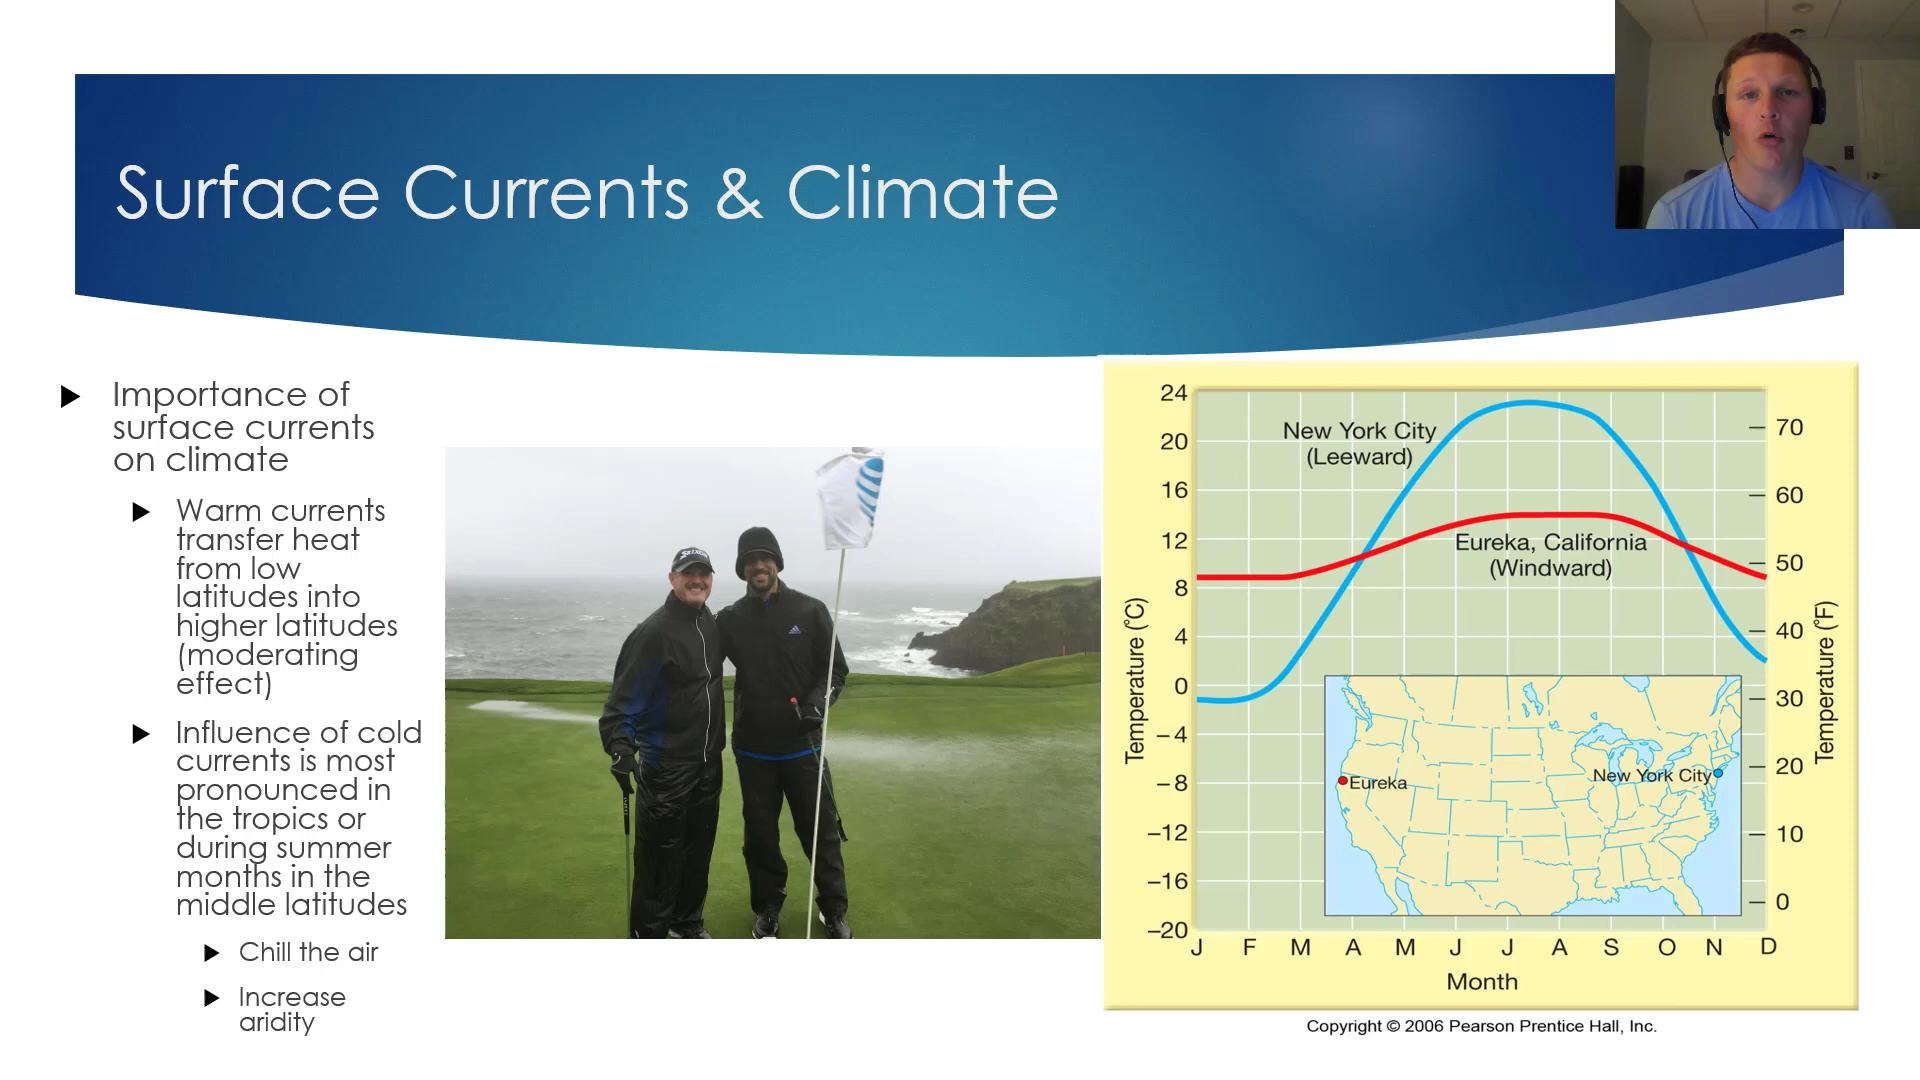 Surface Currents & Climate
Importance of
surface currents
on climate
Warm currents
transfer heat
from low
latitudes into
higher latitudes
(moderating
effect)
Influence of cold
currents is most
pronounced in
the tropics or
during summer
months in the
middle latitudes
Chill the air
Increase
aridity
SRIXON
24
20
16
12
8
4
0
–4
–8
–12
–16
–20
Temperature (°C)
New York City
(Leeward)
Eureka, California
(Windward)
Eureka
New York City
70
60
50
40
30
20
10
0
Temperature (°F)
J F M A M J J A S O N D
Month
Copyright © 2006 Pearson Prentice Hall, Inc.